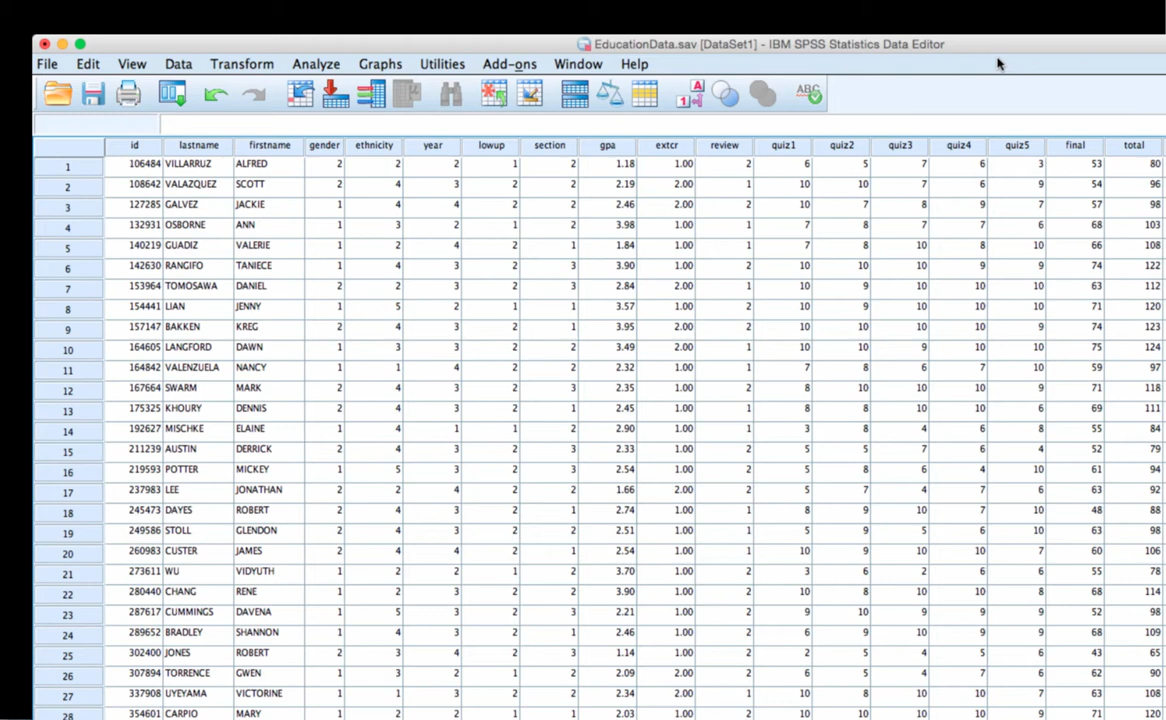 EducationData.sav [DataSet1] - IBM SPSS Statistics Data Editor
File Edit View Data Transform Analyze Graphs Utilities Add-ons Window Help
A 1 ABC
id lastname firstname gender ethnicity year lowup section gpa extcr review quiz1 quiz2 quiz3 quiz4 quiz5 final total
1 106484 VILLARRUZ ALFRED 2 2 2 1 2 1.18 1.00 2 6 5 7 6 3 53 80
2 108642 VALAZQUEZ SCOTT 2 4 3 2 2 2.19 2.00 1 10 10 7 6 9 54 96
3 127285 GALVEZ JACKIE 1 4 4 2 2 2.46 2.00 2 10 7 8 9 7 57 98
4 132931 OSBORNE ANN 1 3 2 1 2 3.98 1.00 1 7 8 7 7 6 68 103
5 140219 GUADIZ VALERIE 1 2 4 2 1 1.84 1.00 1 7 8 10 8 10 66 108
6 142630 RANGIFO TANIECE 1 4 3 2 3 3.90 1.00 2 10 10 10 9 9 74 122
7 153964 TOMOSAWA DANIEL 2 2 3 2 3 2.84 2.00 1 10 9 10 10 10 63 112
8 154441 LIAN JENNY 1 5 2 1 1 3.57 1.00 2 10 9 10 10 10 71 120
9 157147 BAKKEN KREG 2 4 3 2 1 3.95 2.00 2 10 10 10 10 9 74 123
10 164605 LANGFORD DAWN 1 3 3 2 2 3.49 2.00 1 10 10 9 10 10 75 124
11 164842 VALENZUELA NANCY 1 1 4 2 2 2.32 1.00 1 7 8 6 7 10 59 97
12 167664 SWARM MARK 2 4 3 2 3 2.35 2.00 1 8 10 10 10 9 71 118
13 175325 KHOURY DENNIS 2 4 3 2 1 2.45 1.00 1 8 8 10 10 6 69 111
14 192627 MISCHKE ELAINE 1 4 1 1 2 2.90 1.00 1 3 8 4 6 8 55 84
15 211239 AUSTIN DERRICK 2 4 3 2 3 2.33 1.00 2 5 5 7 6 4 52 79
16 219593 POTTER MICKEY 1 5 3 2 3 2.54 1.00 2 5 8 6 4 10 61 94
17 237983 LEE JONATHAN 2 2 4 2 2 1.66 2.00 1 5 7 4 7 6 63 92
18 245473 DAYES ROBERT 2 4 3 2 1 2.74 1.00 1 8 9 10 7 10 48 88
19 249586 STOLL GLENDON 2 4 3 2 2 2.51 1.00 1 5 9 5 6 10 63 98
20 260983 CUSTER JAMES 2 4 4 2 1 2.54 1.00 2 10 9 10 10 7 60 106
21 273611 WU VIDYUTH 1 2 2 1 2 3.70 1.00 2 3 6 2 6 6 55 78
22 280440 CHANG RENE 1 2 3 2 2 3.90 1.00 2 10 8 10 10 8 68 114
23 287617 CUMMINGS DAVENA 1 5 3 2 3 2.21 1.00 2 9 10 9 9 9 52 98
24 289652 BRADLEY SHANNON 1 4 3 2 1 2.46 1.00 2 6 9 10 9 9 68 109
25 302400 JONES ROBERT 2 3 4 2 3 1.14 1.00 2 2 5 4 5 6 43 65
26 307894 TORRENCE GWEN 1 3 2 1 2 2.09 2.00 2 6 5 4 7 6 62 90
27 337908 UYEYAMA VICTORINE 1 1 3 2 2 2.34 2.00 1 10 8 10 10 7 63 108
28 354601 CARPIO MARY 1 2 2 1 1 2.03 1.00 2 10 10 10 10 9 71 120